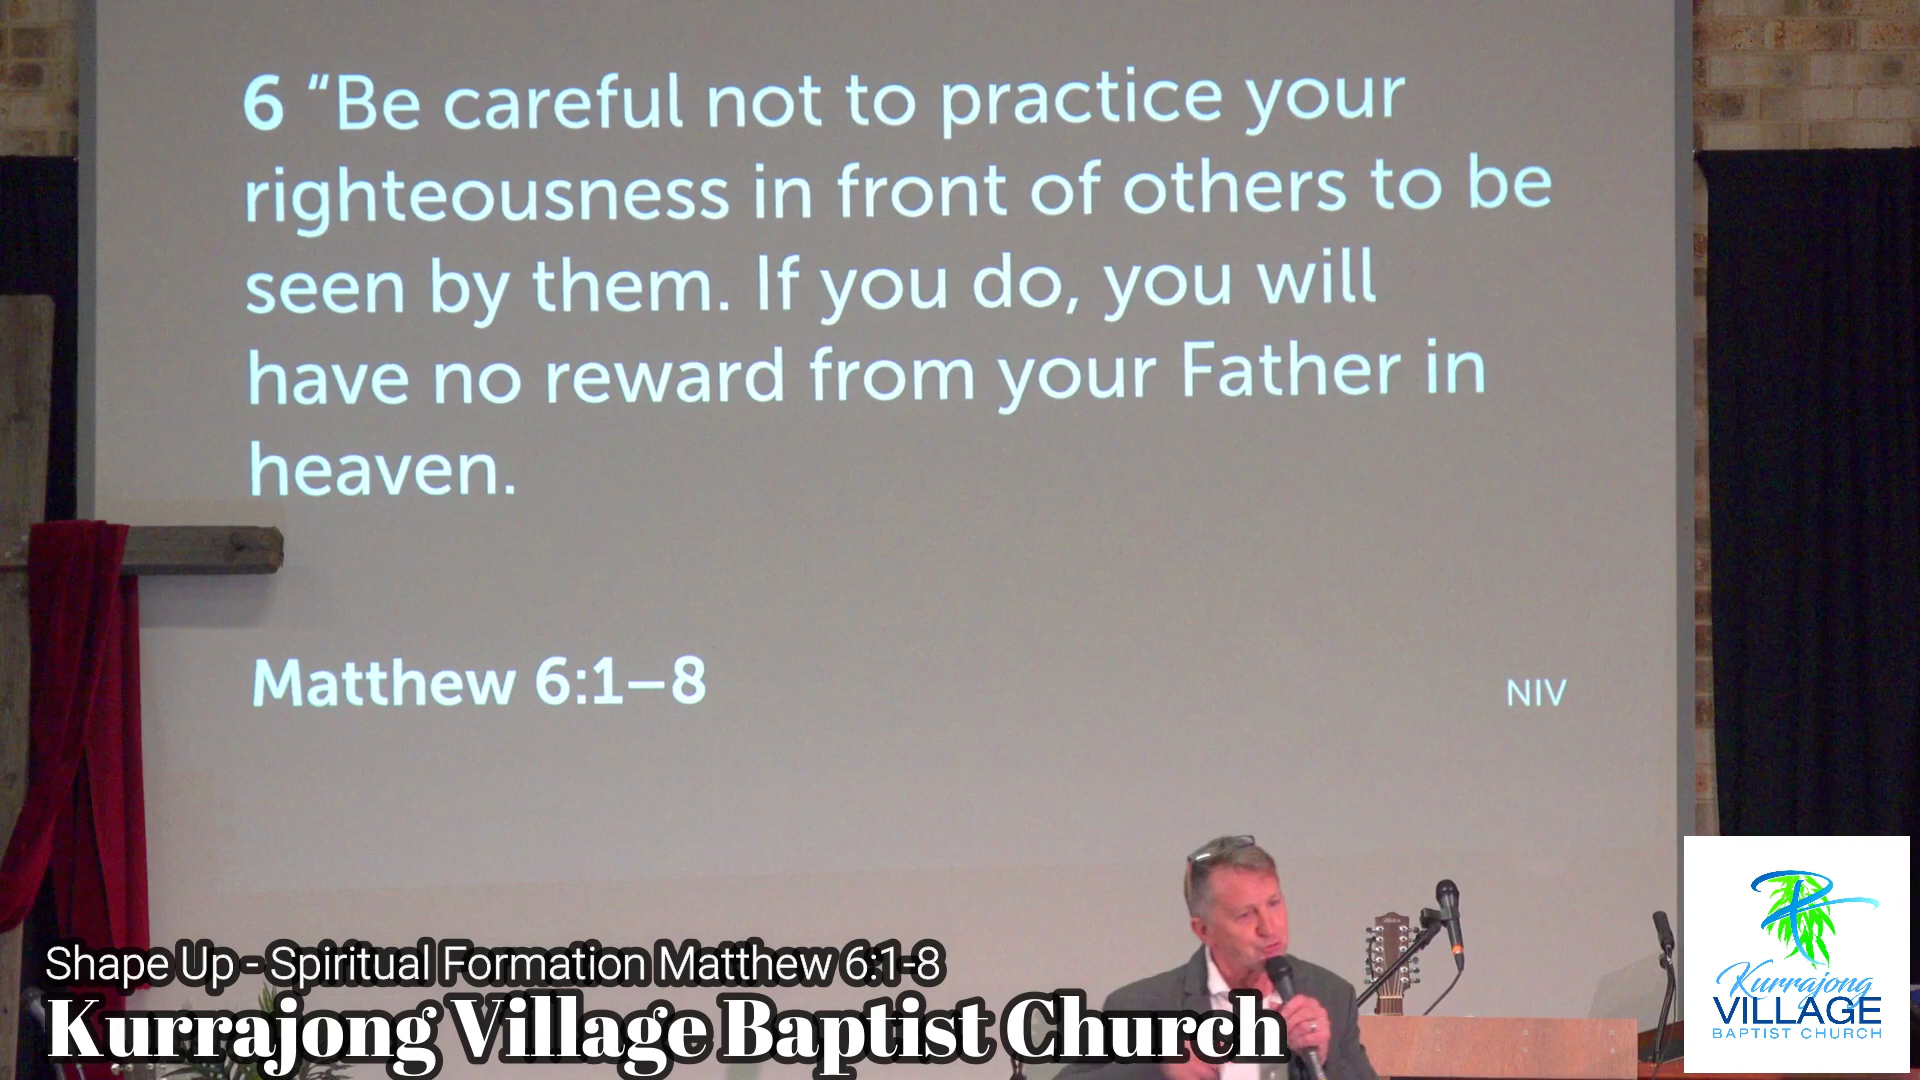 6 “Be careful not to practice your
righteousness in front of others to be
seen by them. If you do, you will
have no reward from your Father in
heaven.
Matthew 6:1–8
NIV
Shape Up - Spiritual Formation Matthew 6:1-8
Kurrajong Village Baptist Church
Kurrajong
VILLAGE
BAPTIST CHURCH